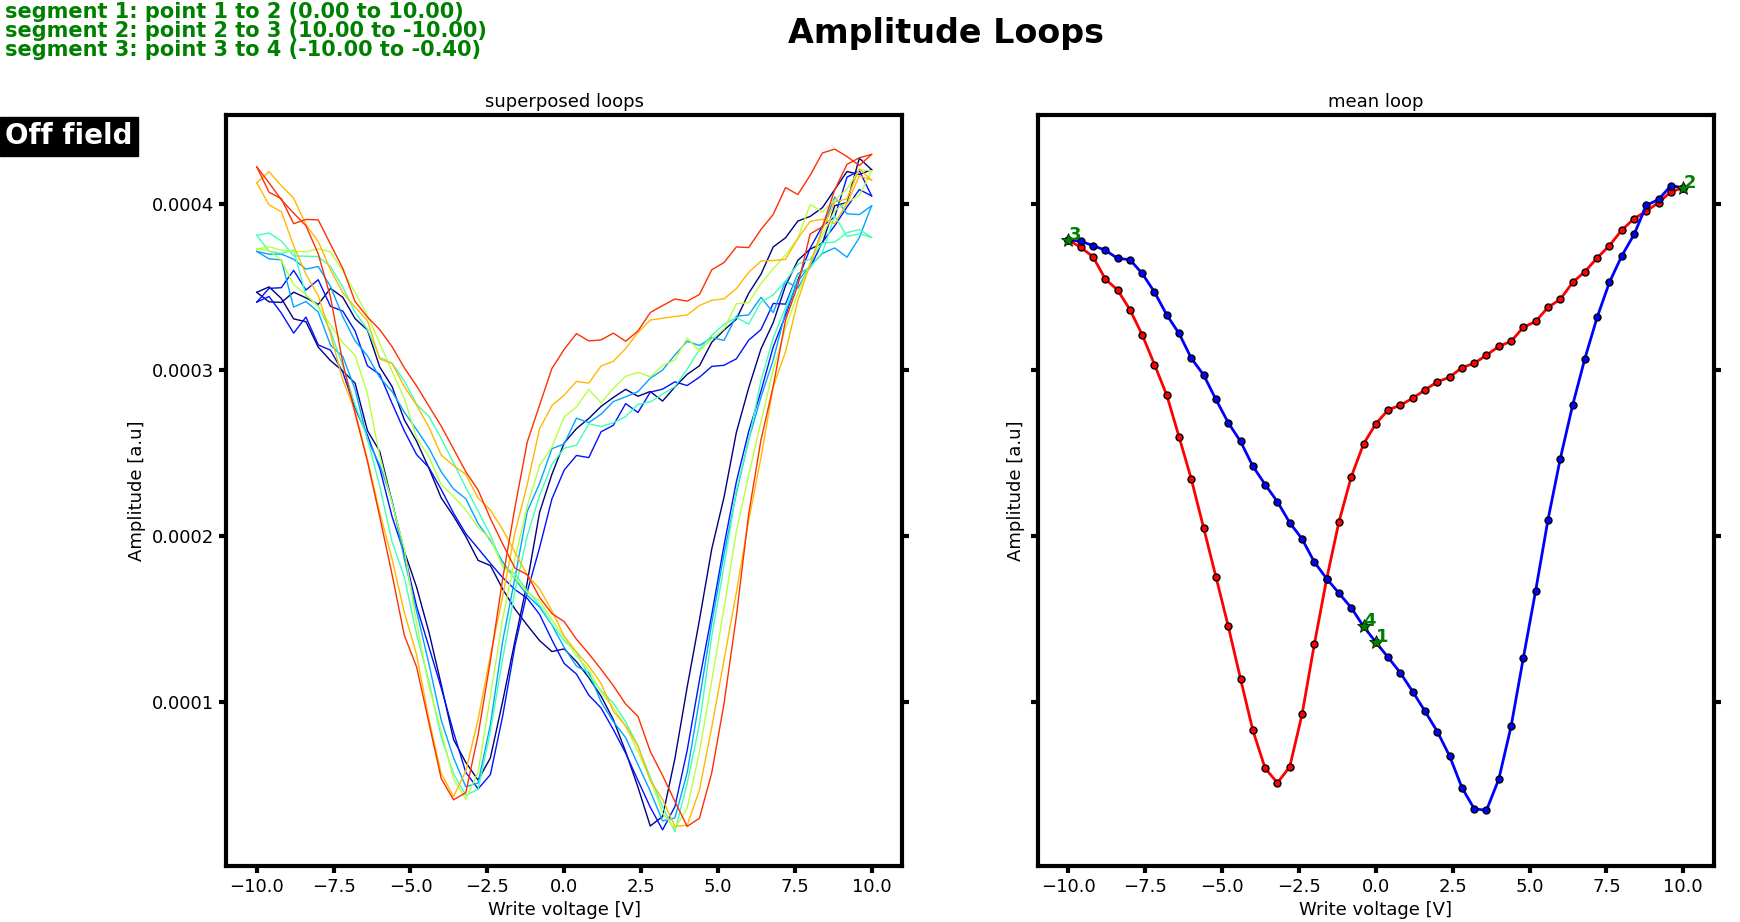 segment 1: point 1 to 2 (0.00 to 10.00)
segment 2: point 2 to 3 (10.00 to -10.00)
segment 3: point 3 to 4 (-10.00 to -0.40)
Amplitude Loops
Off field
superposed loops
Amplitude [a.u]
0.0004
0.0003
0.0002
0.0001
−10.0 −7.5 −5.0 −2.5 0.0 2.5 5.0 7.5 10.0
Write voltage [V]
mean loop
Amplitude [a.u]
3
2
4
1
−10.0 −7.5 −5.0 −2.5 0.0 2.5 5.0 7.5 10.0
Write voltage [V]